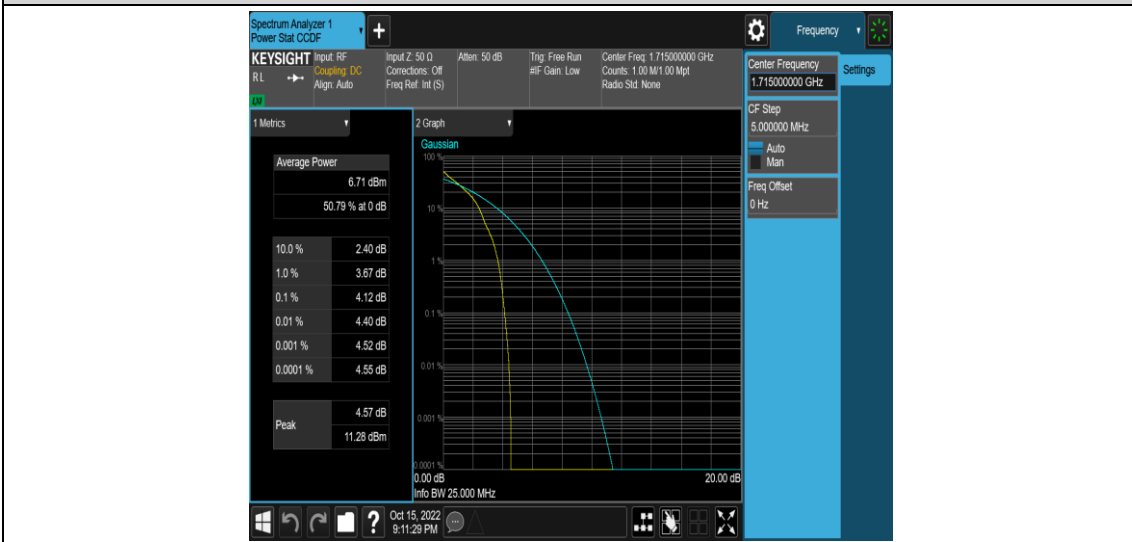 Spectrum Analyzer 1
Power Stat CCDF
+
Frequency
KEYSIGHT
RL
Input: RF
Coupling: DC
Align: Auto
Input Z: 50 Ω
Corrections: Off
Freq Ref: Int (S)
Atten: 50 dB
Trig: Free Run
#IF Gain: Low
Center Freq: 1.715000000 GHz
Counts: 1.00 M/1.00 Mpt
Radio Std: None
Center Frequency
1.715000000 GHz
Settings
CF Step
5.000000 MHz
Auto
Man
Freq Offset
0 Hz
1 Metrics
Average Power
6.71 dBm
50.79 % at 0 dB
10.0 % 2.40 dB
1.0 % 3.67 dB
0.1 % 4.12 dB
0.01 % 4.40 dB
0.001 % 4.52 dB
0.0001 % 4.55 dB
Peak
4.57 dB
11.28 dBm
2 Graph
Gaussian
100 %
10 %
1 %
0.1 %
0.01 %
0.001 %
0.0001 %
0.00 dB
20.00 dB
Info BW 25.000 MHz
?
Oct 15, 2022
9:11:29 PM